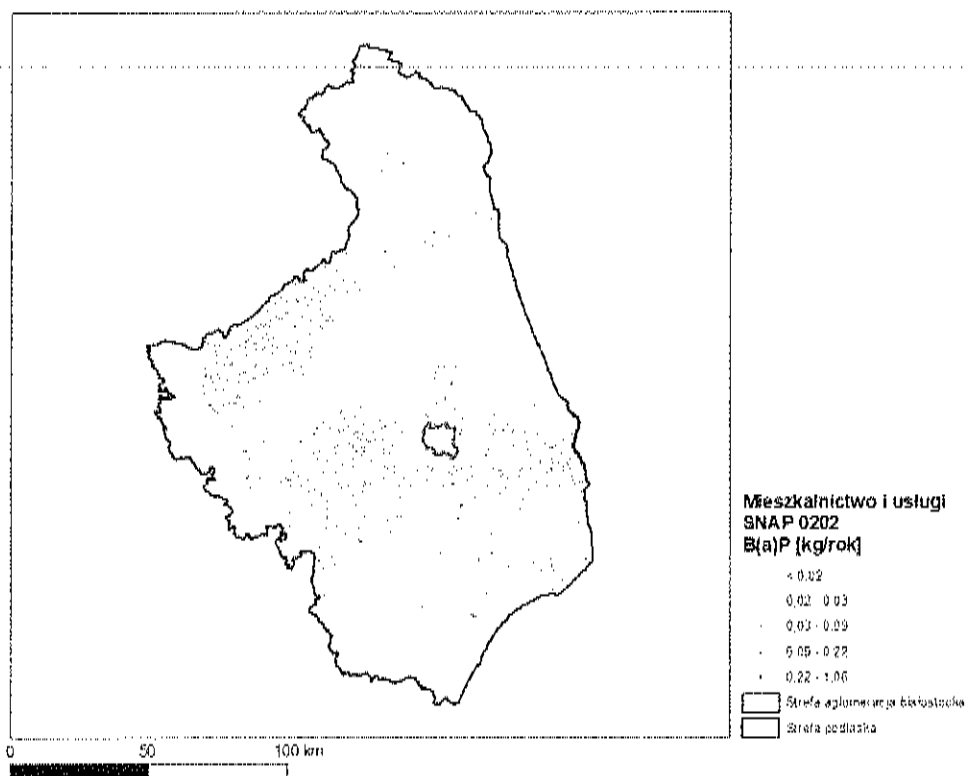 Mieszkalnictwo i usługi
SNAP 0202
B(a)P [kg/rok]
< 0.02
0.02 - 0.03
0.03 - 0.09
0.09 - 0.22
0.22 - 1.06
Strefa aglomeracja białostocka
Strefa podlaska
0 50 100 km